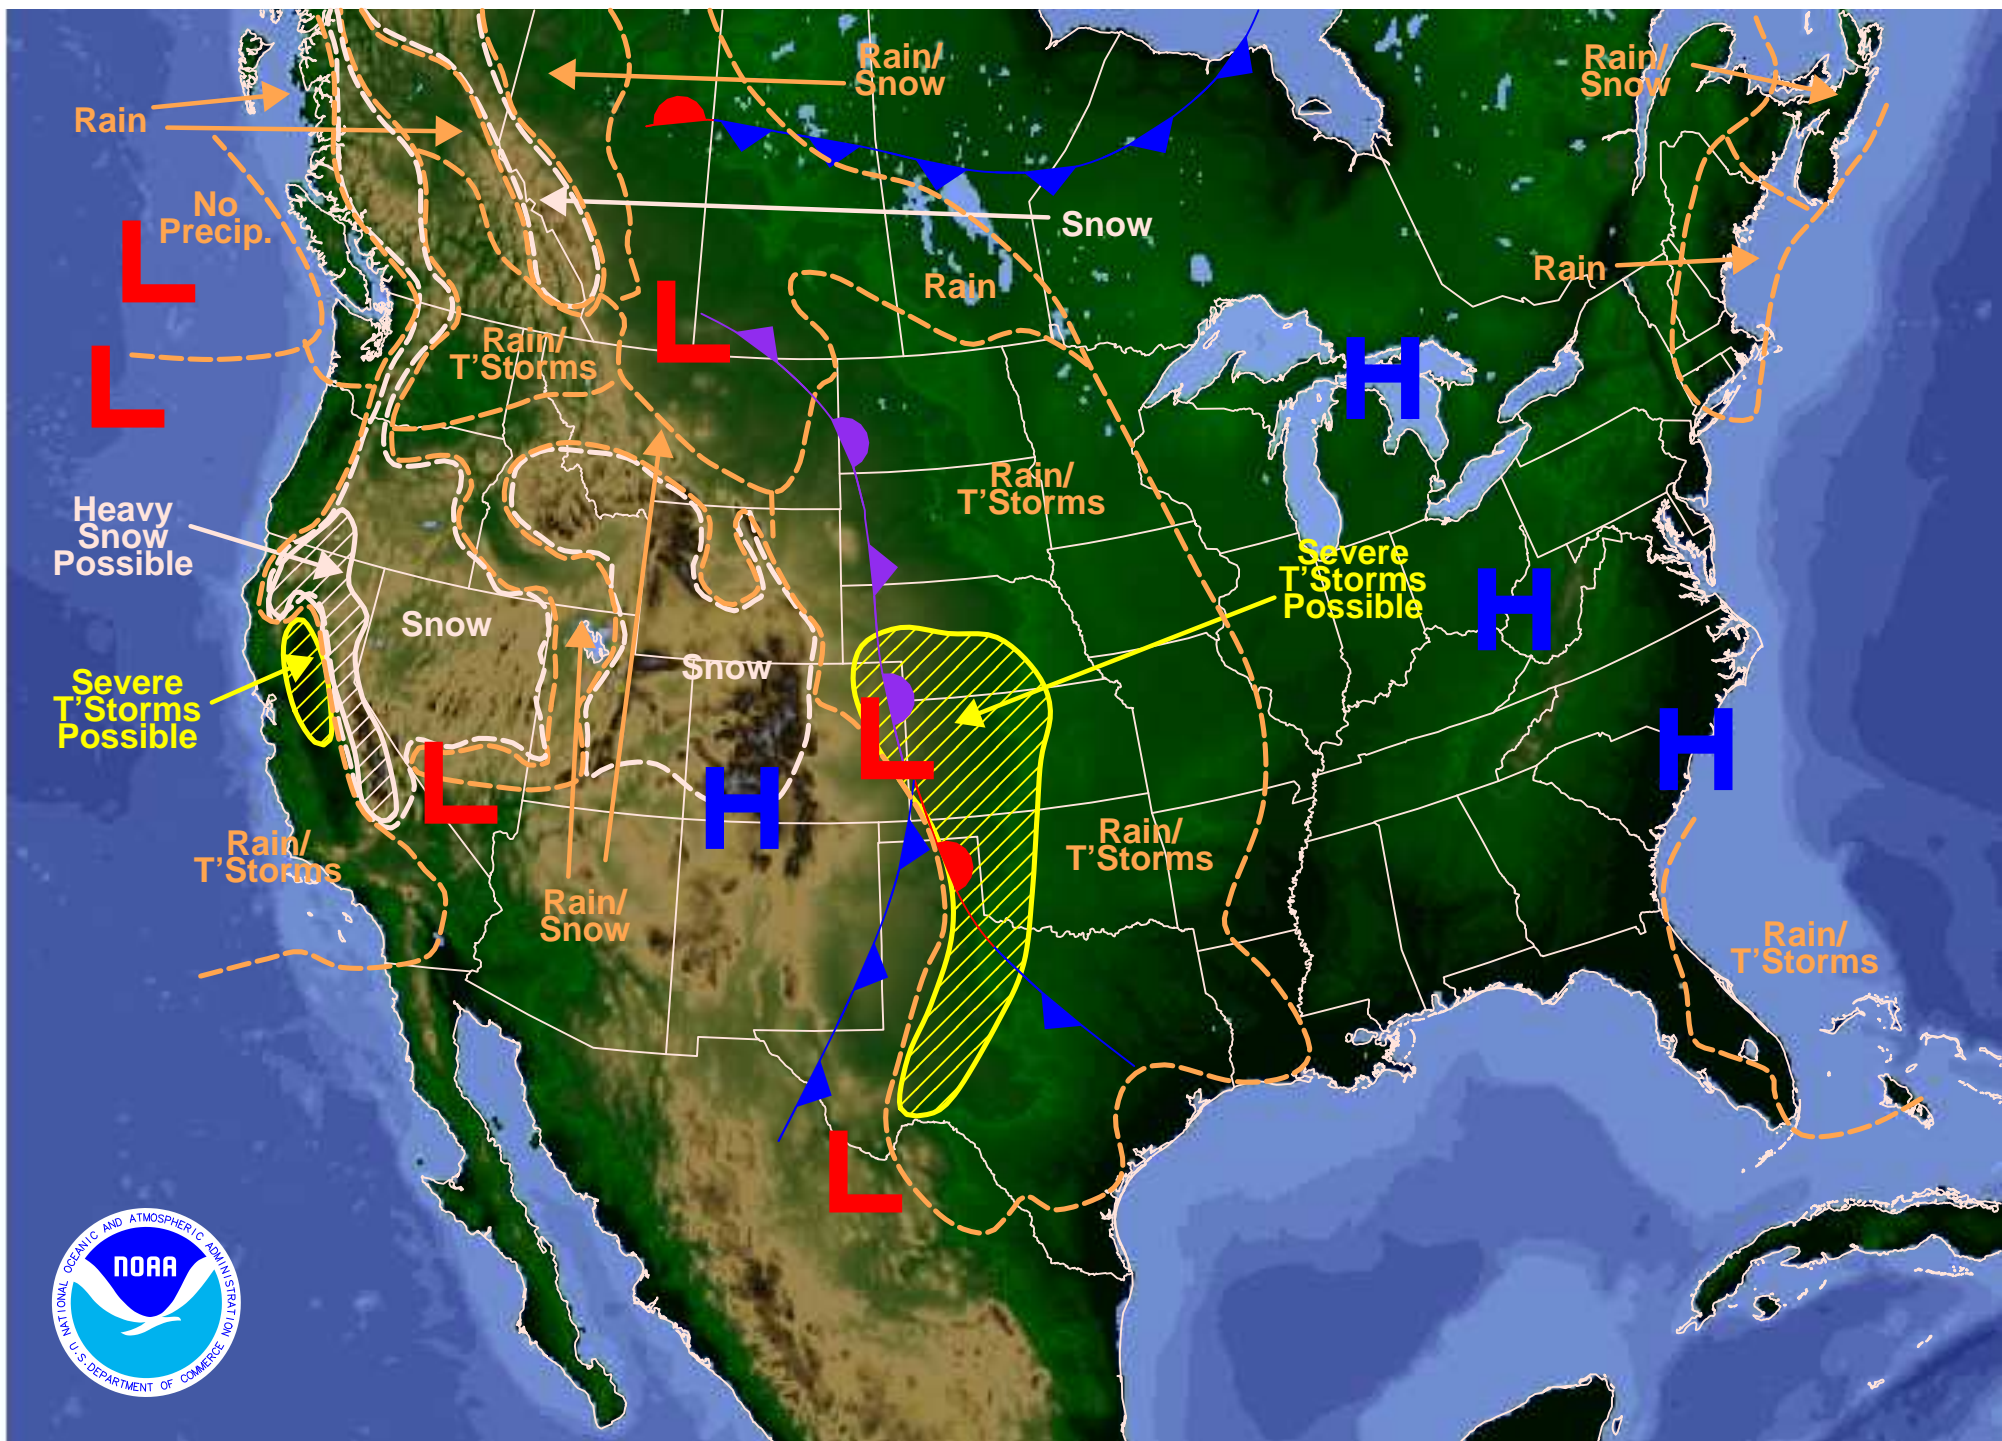 Rain/
Snow
Rain/
Snow
Rain
No
Precip.
Snow
L
L
L
Rain
Rain
Rain/
T'Storms
H
Rain/
T'Storms
Heavy
Snow
Possible
Severe
T'Storms
Possible
H
Snow
Snow
Severe
T'Storms
Possible
L
L
H
H
Rain/
T'Storms
Rain/
T'Storms
Rain/
Snow
Rain/
T'Storms
L
NATIONAL OCEANIC AND ATMOSPHERIC ADMINISTRATION
NOAA
U.S. DEPARTMENT OF COMMERCE